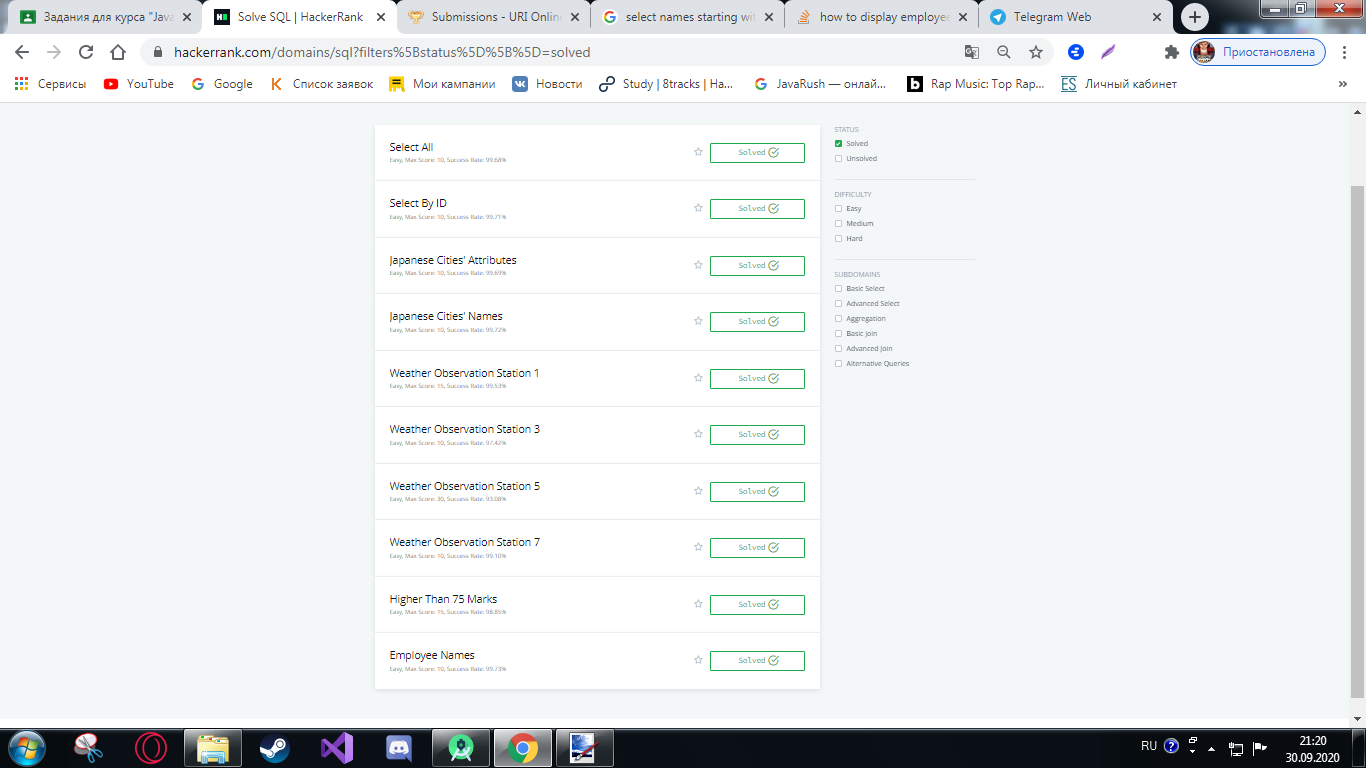 Задания для курса "Java
Solve SQL | HackerRank
Submissions - URI Onlin
select names starting wit
how to display employe
Telegram Web
hackerrank.com/domains/sql?filters%5Bstatus%5D%5B%5D=solved
Приостановлена
Сервисы
YouTube
Google
Список заявок
Мои кампании
Новости
Study | 8tracks | Ha...
JavaRush — онлай...
Rap Music: Top Rap...
Личный кабинет
»
Select All
Easy, Max Score: 10, Success Rate: 99.68%
Solved
Select By ID
Easy, Max Score: 10, Success Rate: 99.71%
Solved
Japanese Cities' Attributes
Easy, Max Score: 10, Success Rate: 99.69%
Solved
Japanese Cities' Names
Easy, Max Score: 10, Success Rate: 99.72%
Solved
Weather Observation Station 1
Easy, Max Score: 15, Success Rate: 99.53%
Solved
Weather Observation Station 3
Easy, Max Score: 10, Success Rate: 97.42%
Solved
Weather Observation Station 5
Easy, Max Score: 30, Success Rate: 93.08%
Solved
Weather Observation Station 7
Easy, Max Score: 10, Success Rate: 99.10%
Solved
Higher Than 75 Marks
Easy, Max Score: 15, Success Rate: 98.85%
Solved
Employee Names
Easy, Max Score: 10, Success Rate: 99.73%
Solved
STATUS
Solved
Unsolved
DIFFICULTY
Easy
Medium
Hard
SUBDOMAINS
Basic Select
Advanced Select
Aggregation
Basic Join
Advanced Join
Alternative Queries
RU
21:20
30.09.2020